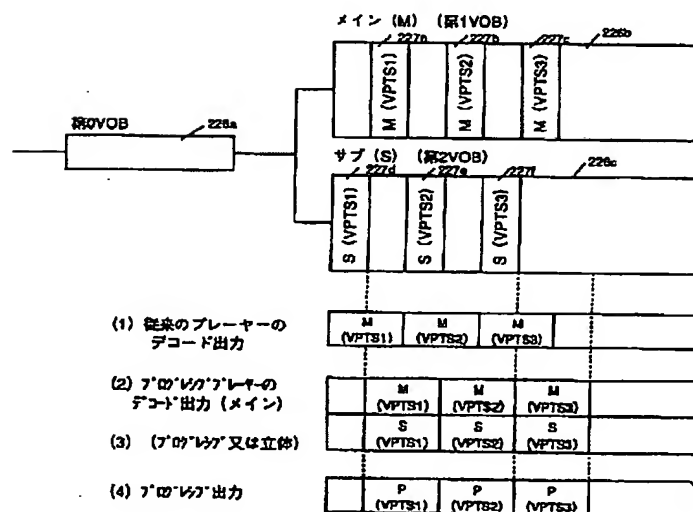 メイン (M) (第1VOB)
227a
227b
227c
226b
M (VPTS1)
M (VPTS2)
M (VPTS3)
第0VOB
226a
サブ (S) (第2VOB)
227d
227e
227f
226c
S (VPTS1)
S (VPTS2)
S (VPTS3)
(1) 従来のプレーヤーの
デコード出力
M
(VPTS1)
M
(VPTS2)
M
(VPTS3)
(2) プログレシブプレーヤーの
デコード出力 (メイン)
M
(VPTS1)
M
(VPTS2)
M
(VPTS3)
(3) (プログレシブ又は立体)
S
(VPTS1)
S
(VPTS2)
S
(VPTS3)
(4) プログレシブ出力
P
(VPTS1)
P
(VPTS2)
P
(VPTS3)